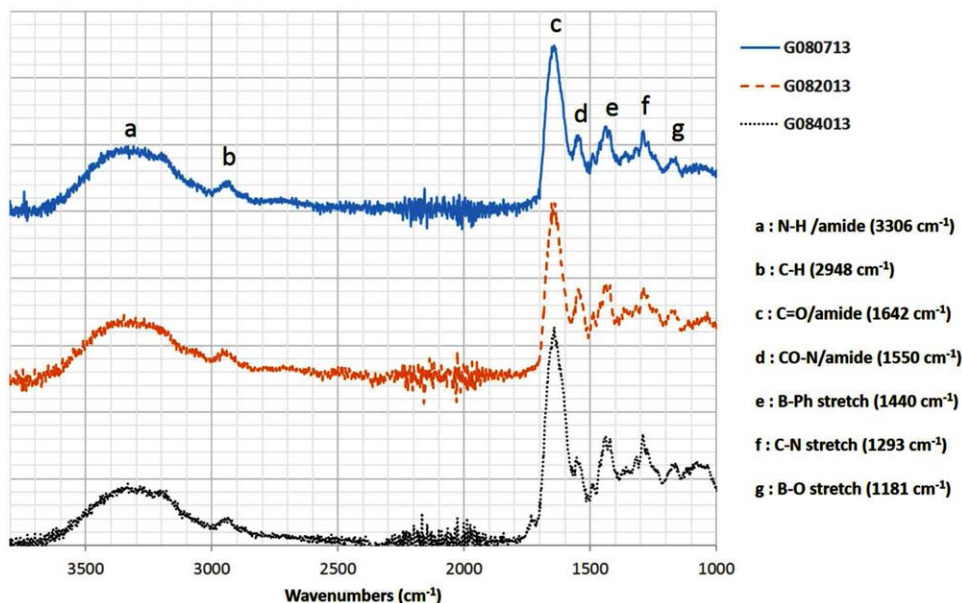 c
a
b
d
e
f
g
G080713
G082013
G084013
a : N-H /amide (3306 cm⁻¹)
b : C-H (2948 cm⁻¹)
c : C=O/amide (1642 cm⁻¹)
d : CO-N/amide (1550 cm⁻¹)
e : B-Ph stretch (1440 cm⁻¹)
f : C-N stretch (1293 cm⁻¹)
g : B-O stretch (1181 cm⁻¹)
3500 3000 2500 2000 1500 1000
Wavenumbers (cm⁻¹)